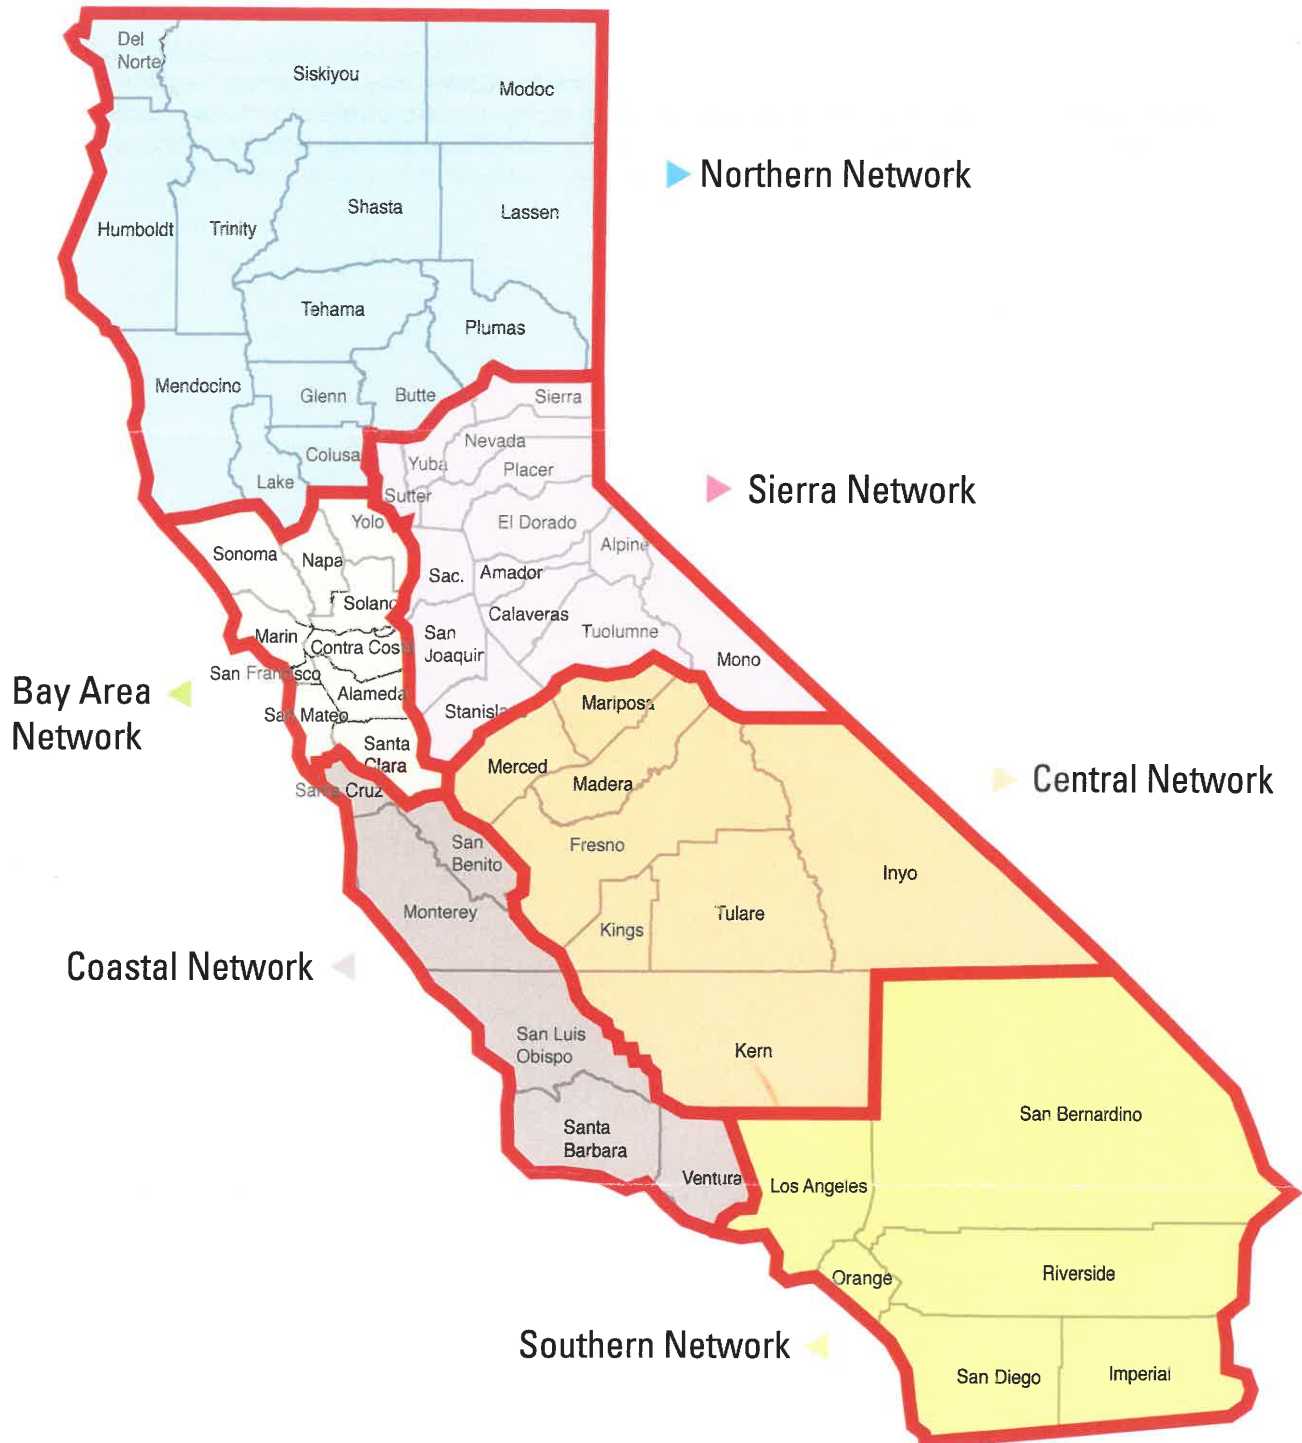 Del
Norte
Siskiyou
Modoc
Northern Network
Shasta
Lassen
Humboldt
Trinity
Tehama
Plumas
Mendocino
Glenn
Butte
Sierra
Nevada
Colusa
Yuba
Placer
Lake
Sutter
Sierra Network
Yolo
El Dorado
Alpine
Sonoma
Napa
Sac.
Amador
Solano
Calaveras
Marin
Contra Cos
San
Joaquin
Tuolumne
Mono
San Francisco
Bay Area
Network
Alameda
San Mateo
Stanisla
Mariposa
Santa
Clara
Merced
Madera
Central Network
Santa Cruz
San
Benito
Fresno
Inyo
Monterey
Kings
Tulare
Coastal Network
San Luis
Obispo
Kern
San Bernardino
Santa
Barbara
Ventura
Los Angeles
Orange
Riverside
Southern Network
San Diego
Imperial